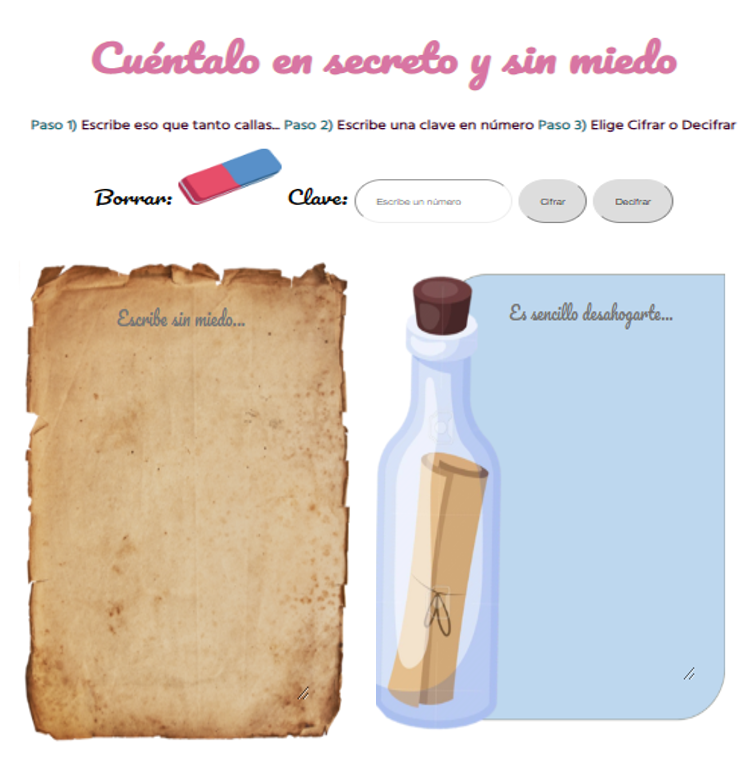 Cuéntalo en secreto y sin miedo
Paso 1) Escribe eso que tanto callas... Paso 2) Escribe una clave en número Paso 3) Elige Cifrar o Decifrar
Borrar: Clave: Escribe un número Cifrar Decifrar
Escribe sin miedo...
Es sencillo desahogarte...